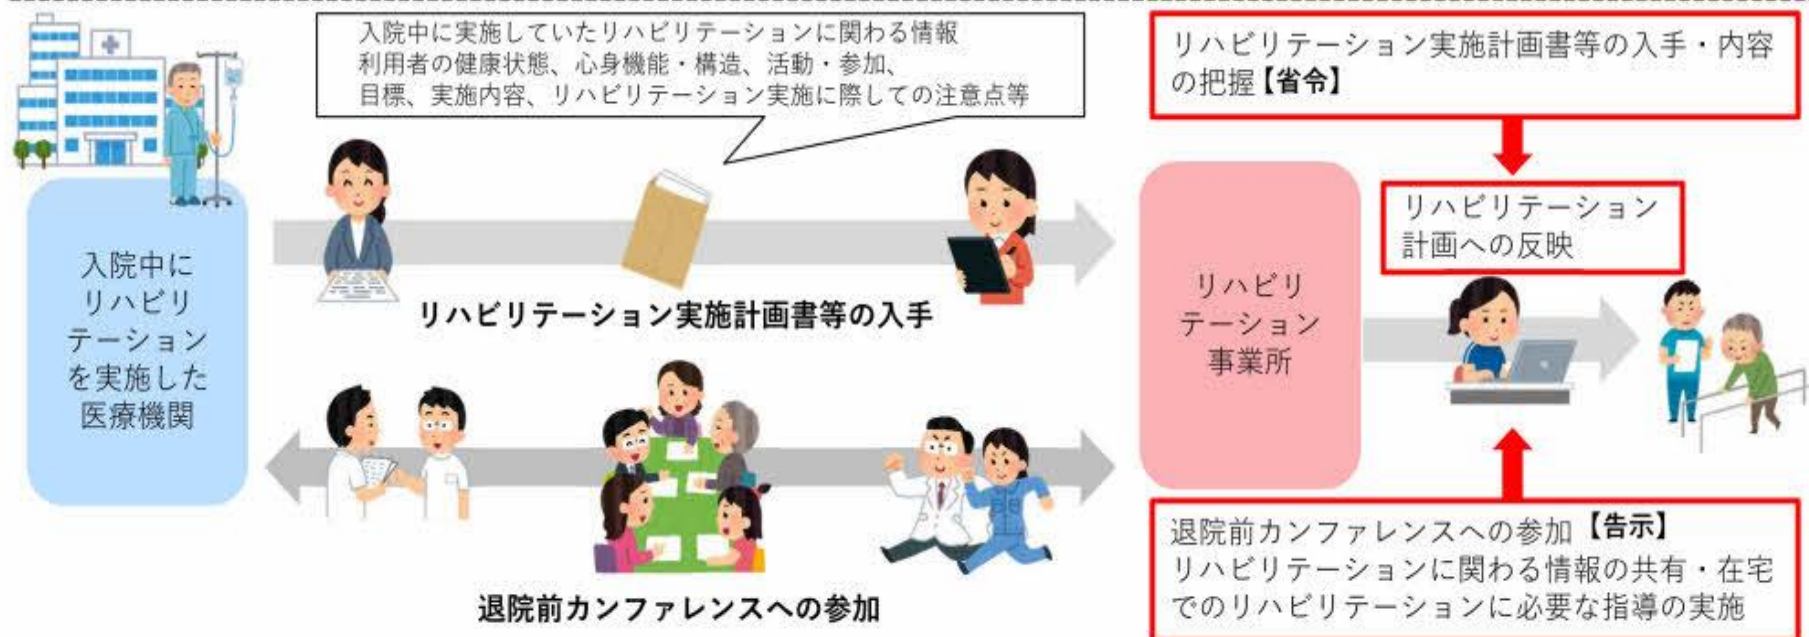 入院中に実施していたリハビリテーションに関わる情報
利用者の健康状態、心身機能・構造、活動・参加、
目標、実施内容、リハビリテーション実施に際しての注意点等
リハビリテーション実施計画書等の入手・内容
の把握【省令】
入院中に
リハビリ
テーション
を実施した
医療機関
リハビリテーション実施計画書等の入手
退院前カンファレンスへの参加
リハビリ
テーション
事業所
リハビリテーション
計画への反映
退院前カンファレンスへの参加【告示】
リハビリテーションに関わる情報の共有・在宅
でのリハビリテーションに必要な指導の実施